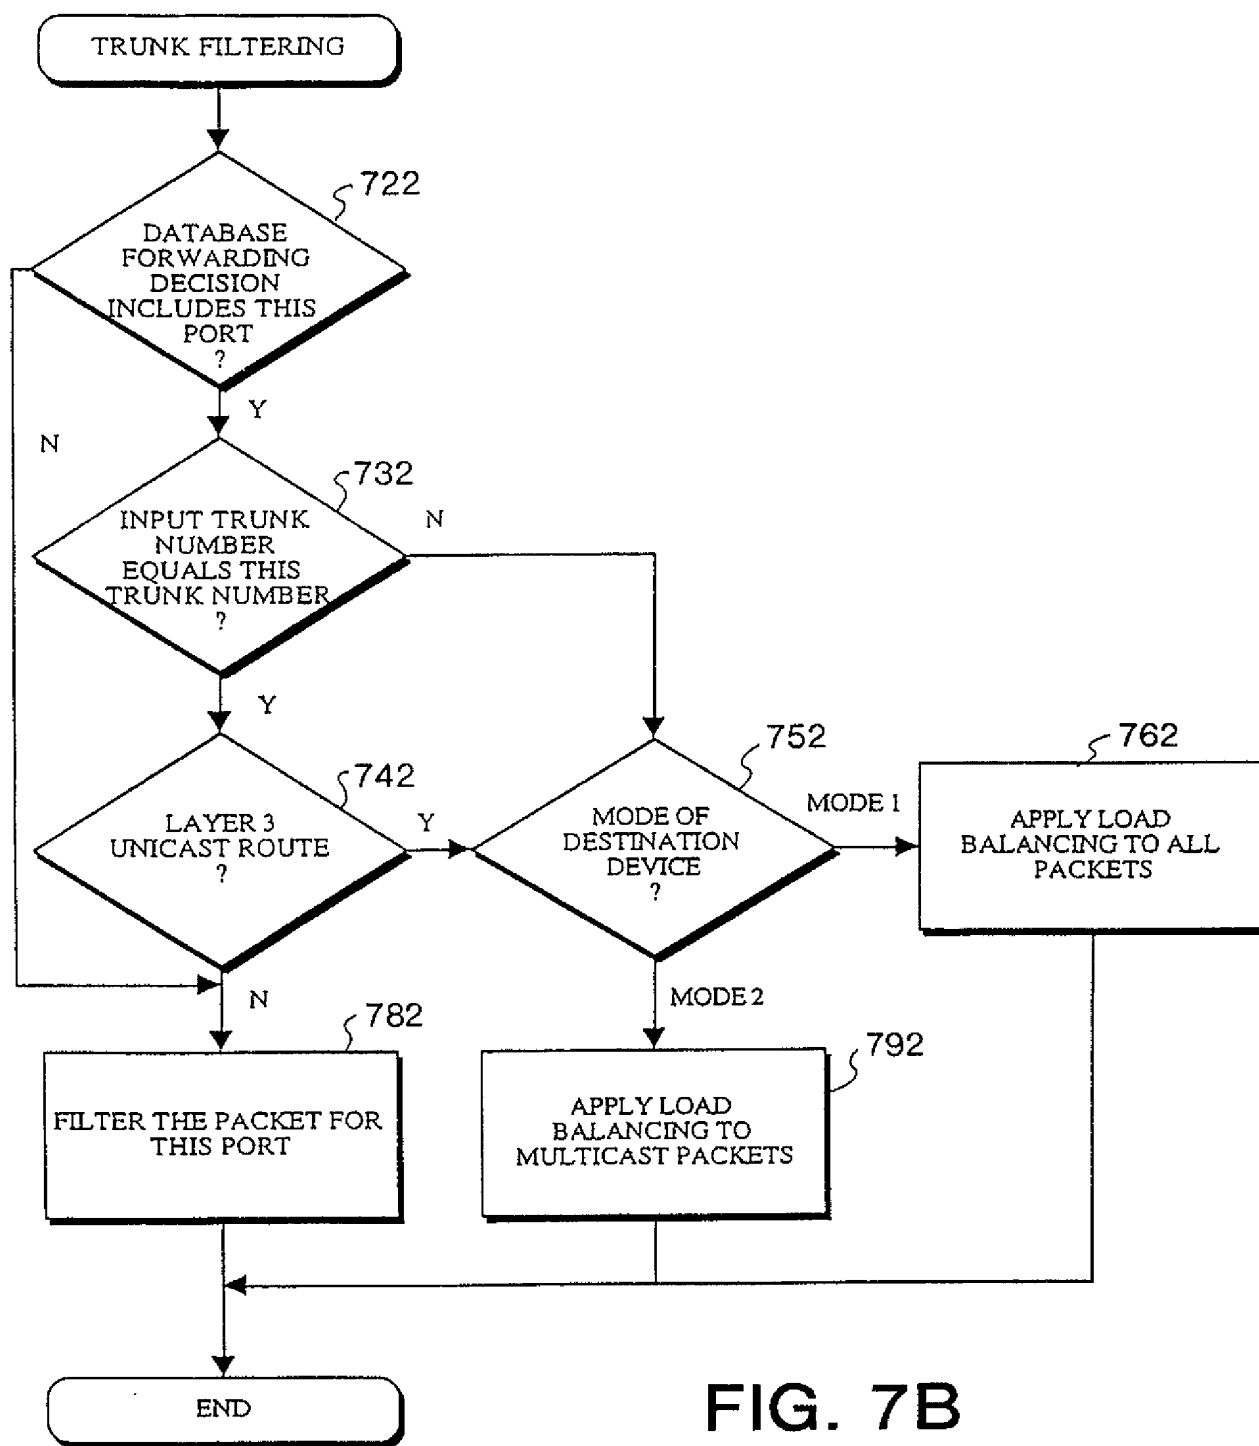 TRUNK FILTERING
722
DATABASE
FORWARDING
DECISION
INCLUDES THIS
PORT
?
Y
N
732
INPUT TRUNK
NUMBER
EQUALS THIS
TRUNK NUMBER
?
N
Y
742
LAYER 3
UNICAST ROUTE
?
Y
752
MODE OF
DESTINATION
DEVICE
?
MODE 1
762
APPLY LOAD
BALANCING TO ALL
PACKETS
N
MODE 2
782
FILTER THE PACKET FOR
THIS PORT
792
APPLY LOAD
BALANCING TO
MULTICAST PACKETS
END
FIG. 7B